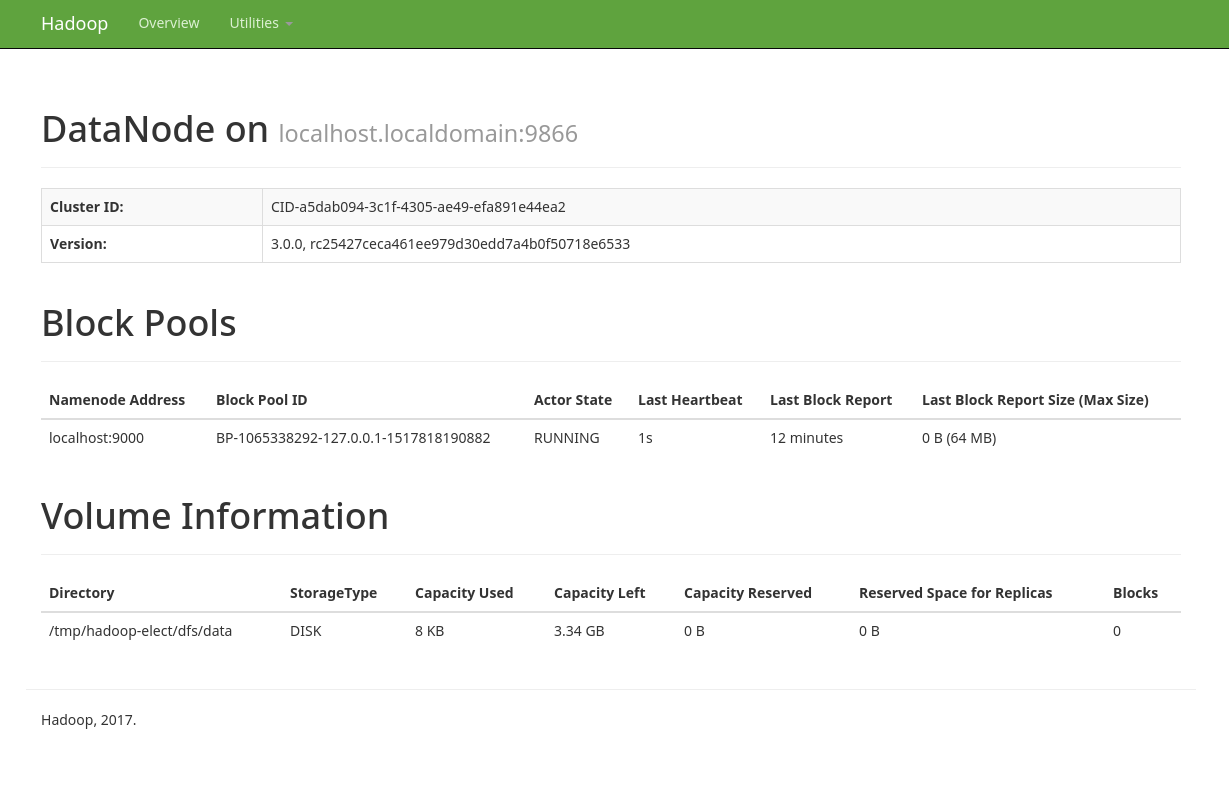 Hadoop Overview Utilities
DataNode on localhost.localdomain:9866
Cluster ID: CID-a5dab094-3c1f-4305-ae49-efa891e44ea2
Version: 3.0.0, rc25427ceca461ee979d30edd7a4b0f50718e6533
Block Pools
Namenode Address Block Pool ID Actor State Last Heartbeat Last Block Report Last Block Report Size (Max Size)
localhost:9000 BP-1065338292-127.0.0.1-1517818190882 RUNNING 1s 12 minutes 0 B (64 MB)
Volume Information
Directory StorageType Capacity Used Capacity Left Capacity Reserved Reserved Space for Replicas Blocks
/tmp/hadoop-elect/dfs/data DISK 8 KB 3.34 GB 0 B 0 B 0
Hadoop, 2017.